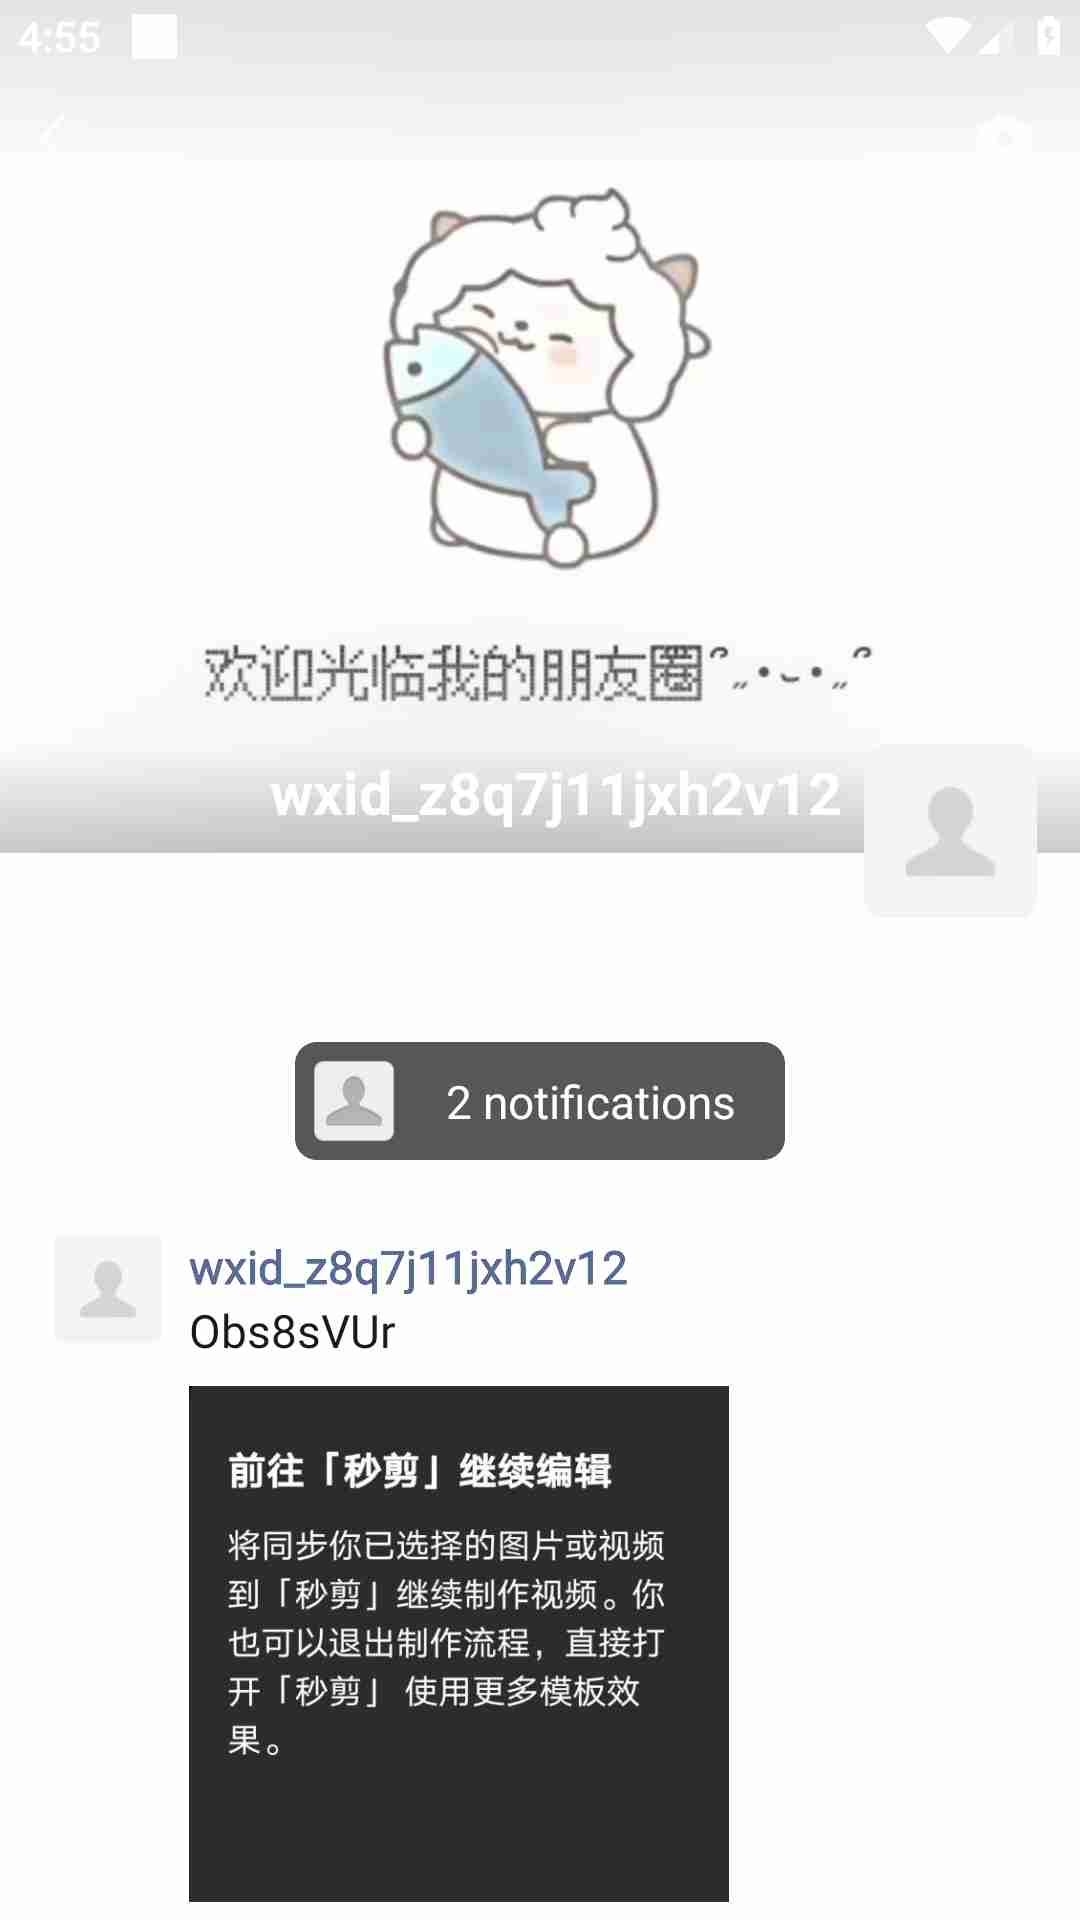 4:55
欢迎光临我的朋友圈
wxid_z8q7j11jxh2v12
2 notifications
wxid_z8q7j11jxh2v12
Obs8sVUr
前往「秒剪」继续编辑
将同步你已选择的图片或视频
到「秒剪」继续制作视频。你
也可以退出制作流程，直接打
开「秒剪」 使用更多模板效
果。